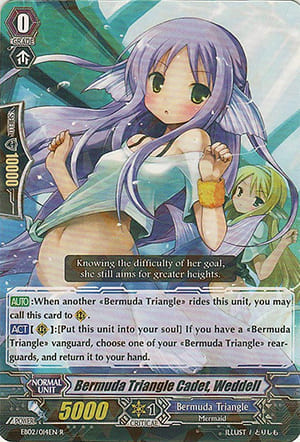 0
GRADE
Knowing the difficulty of her goal,
she still aims for greater heights.
10000
AUTO:When another «Bermuda Triangle» rides this unit, you may
call this card to R.
ACT R:[Put this unit into your soul] If you have a «Bermuda
Triangle» vanguard, choose one of your «Bermuda Triangle» rear-
guards, and return it to your hand.
NORMAL
UNIT
Bermuda Triangle Cadet, Weddell
POWER
5000
1
CRITICAL
Bermuda Triangle
Mermaid
EB02/014EN R